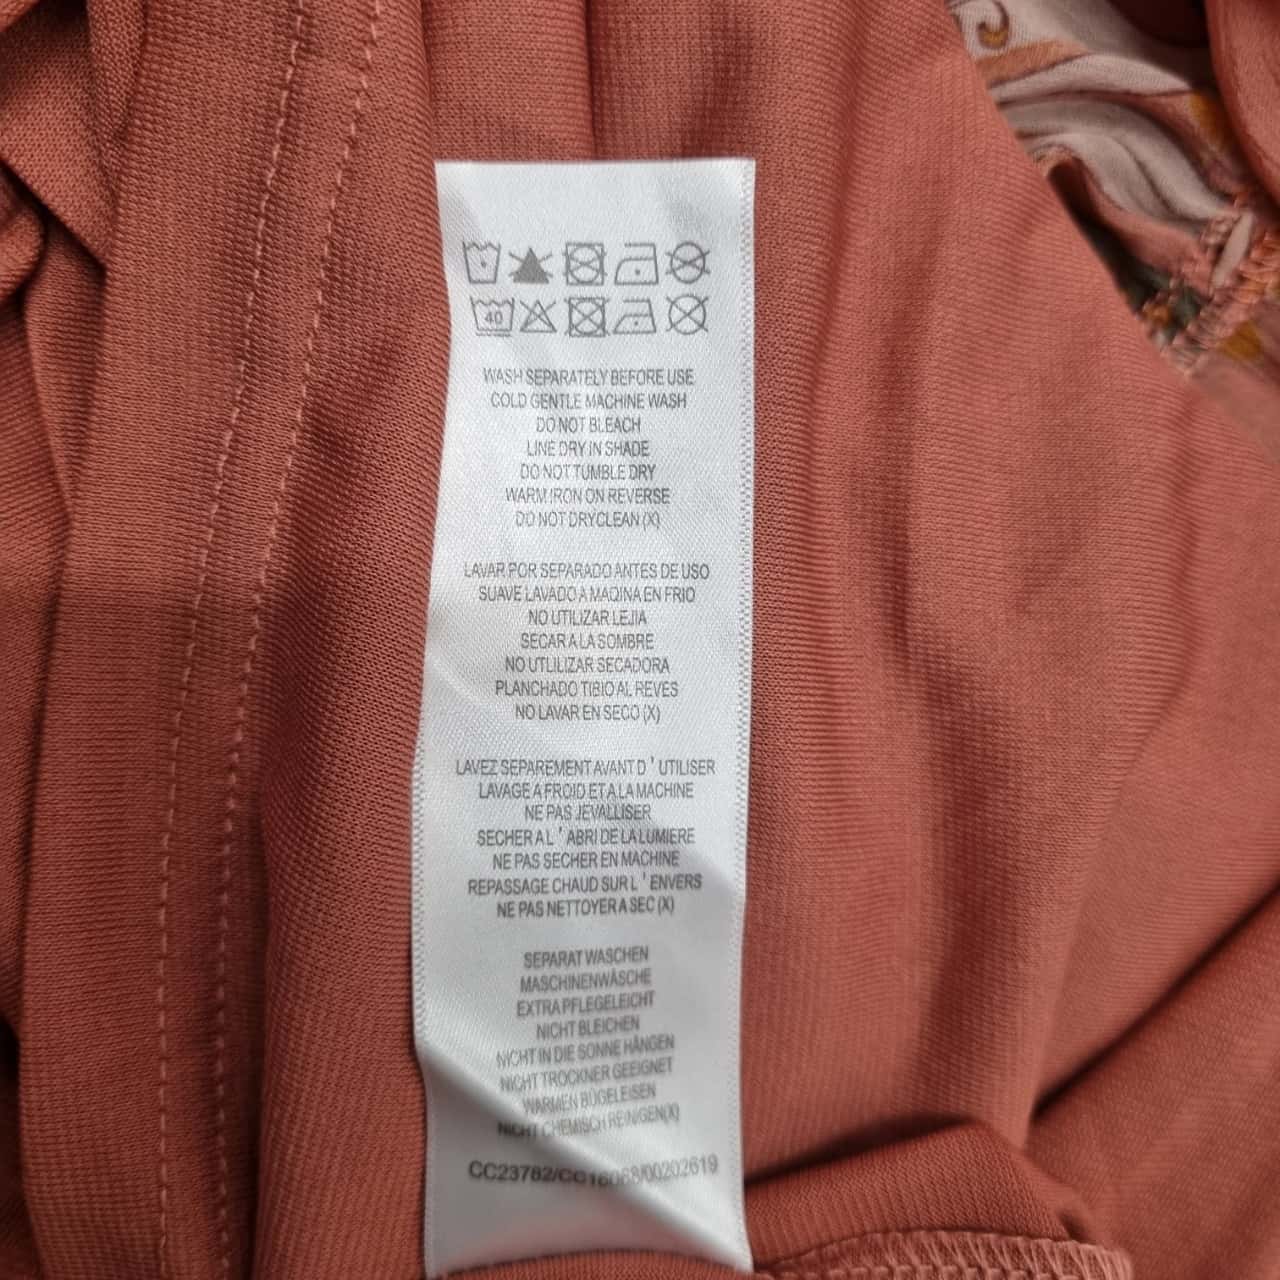 40
WASH SEPARATELY BEFORE USE
COLD GENTLE MACHINE WASH
DO NOT BLEACH
LINE DRY IN SHADE
DO NOT TUMBLE DRY
WARM IRON ON REVERSE
DO NOT DRYCLEAN (X)
LAVAR POR SEPARADO ANTES DE USO
SUAVE LAVADO A MAQINA EN FRIO
NO UTILIZAR LEJIA
SECAR A LA SOMBRE
NO UTLILIZAR SECADORA
PLANCHADO TIBIO AL REVES
NO LAVAR EN SECO (X)
LAVEZ SEPAREMENT AVANT D ' UTILISER
LAVAGE A FROID ET A LA MACHINE
NE PAS JEVALLISER
SECHER A L ' ABRI DE LA LUMIERE
NE PAS SECHER EN MACHINE
REPASSAGE CHAUD SUR L ' ENVERS
NE PAS NETTOYER A SEC (X)
SEPARAT WASCHEN
MASCHINENWÄSCHE
EXTRA PFLEGELEICHT
NICHT BLEICHEN
NICHT IN DIE SONNE HÄNGEN
NICHT TROCKNER GEEIGNET
WARMEN BÜGELEISEN
NICHT CHEMISCH REINIGEN(X)
CC23782/CC16068/00202619